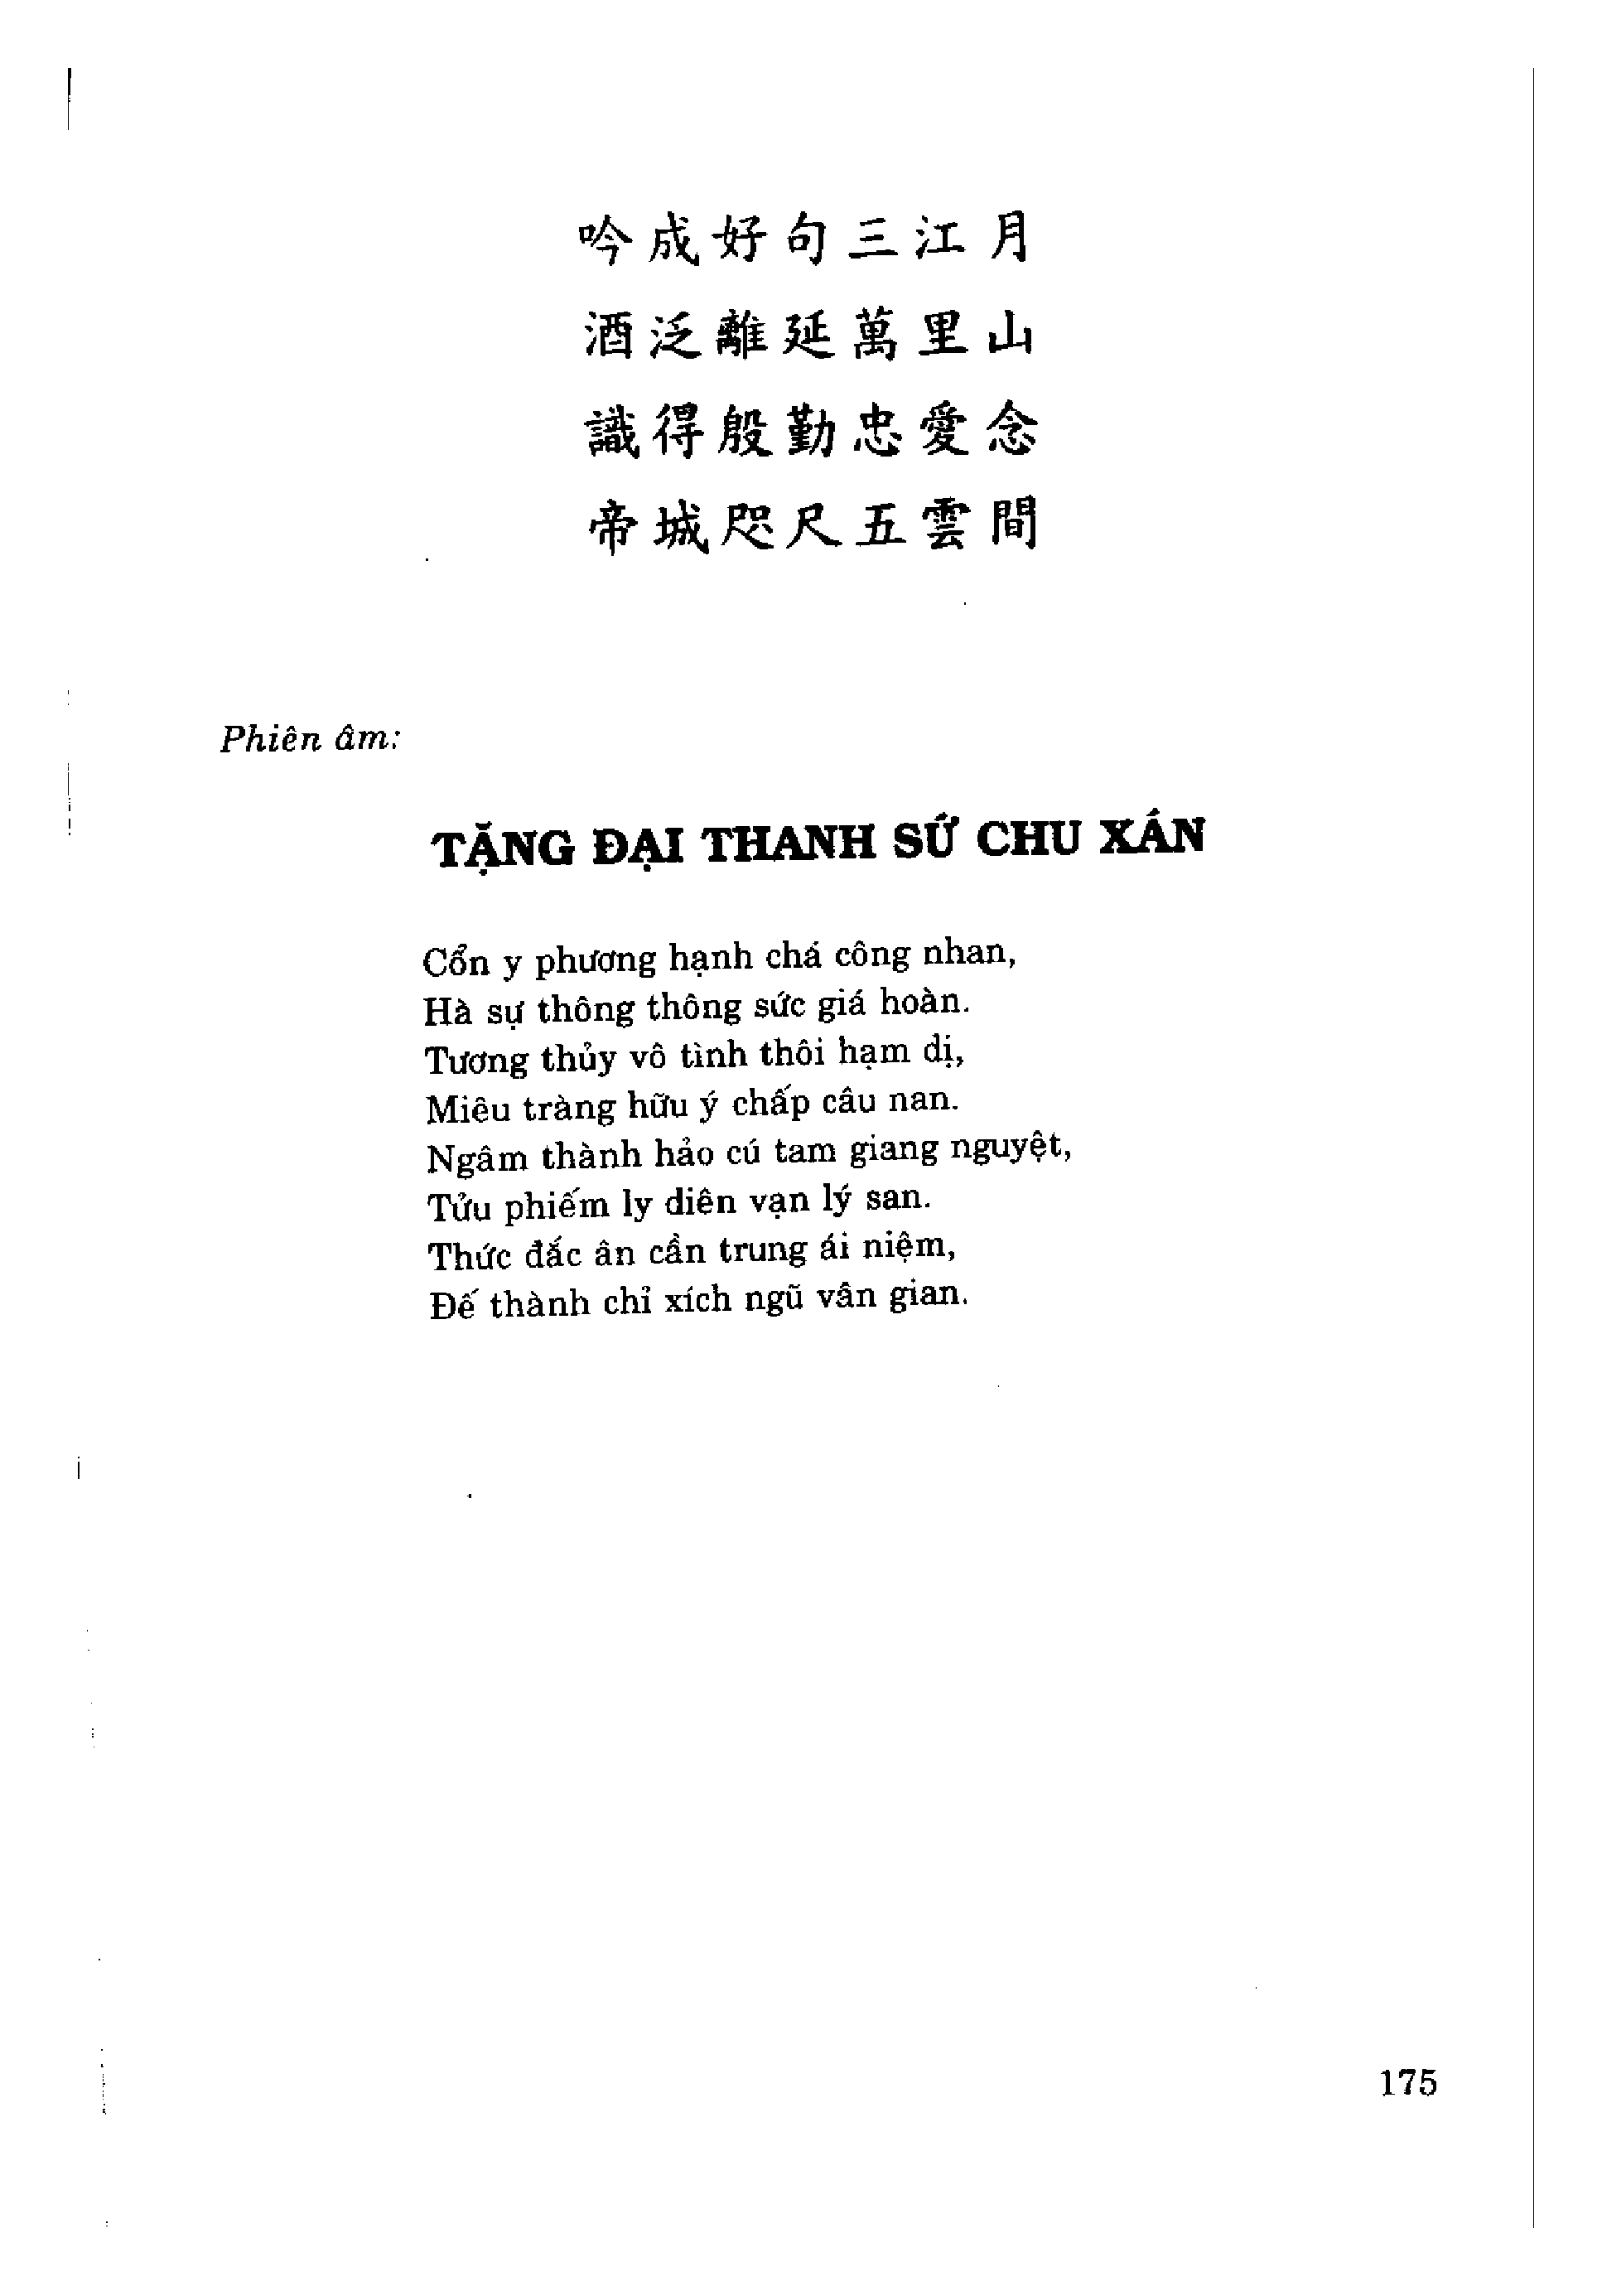 吟成好句三江月
酒泛離延萬里山
識得殷勤忠愛念
帝城咫尺五雲間
Phiên âm:
TẶNG ĐẠI THANH SỨ CHU XÁN
Cổn y phương hạnh chá công nhan,
Hà sự thông thông sức giá hoàn.
Tương thủy vô tình thôi hạm dị,
Miêu tràng hữu ý chấp câu nan.
Ngâm thành hảo cú tam giang nguyệt,
Tửu phiếm ly diên vạn lý san.
Thức đắc ân cần trung ái niệm,
Đế thành chỉ xích ngũ vân gian.
175